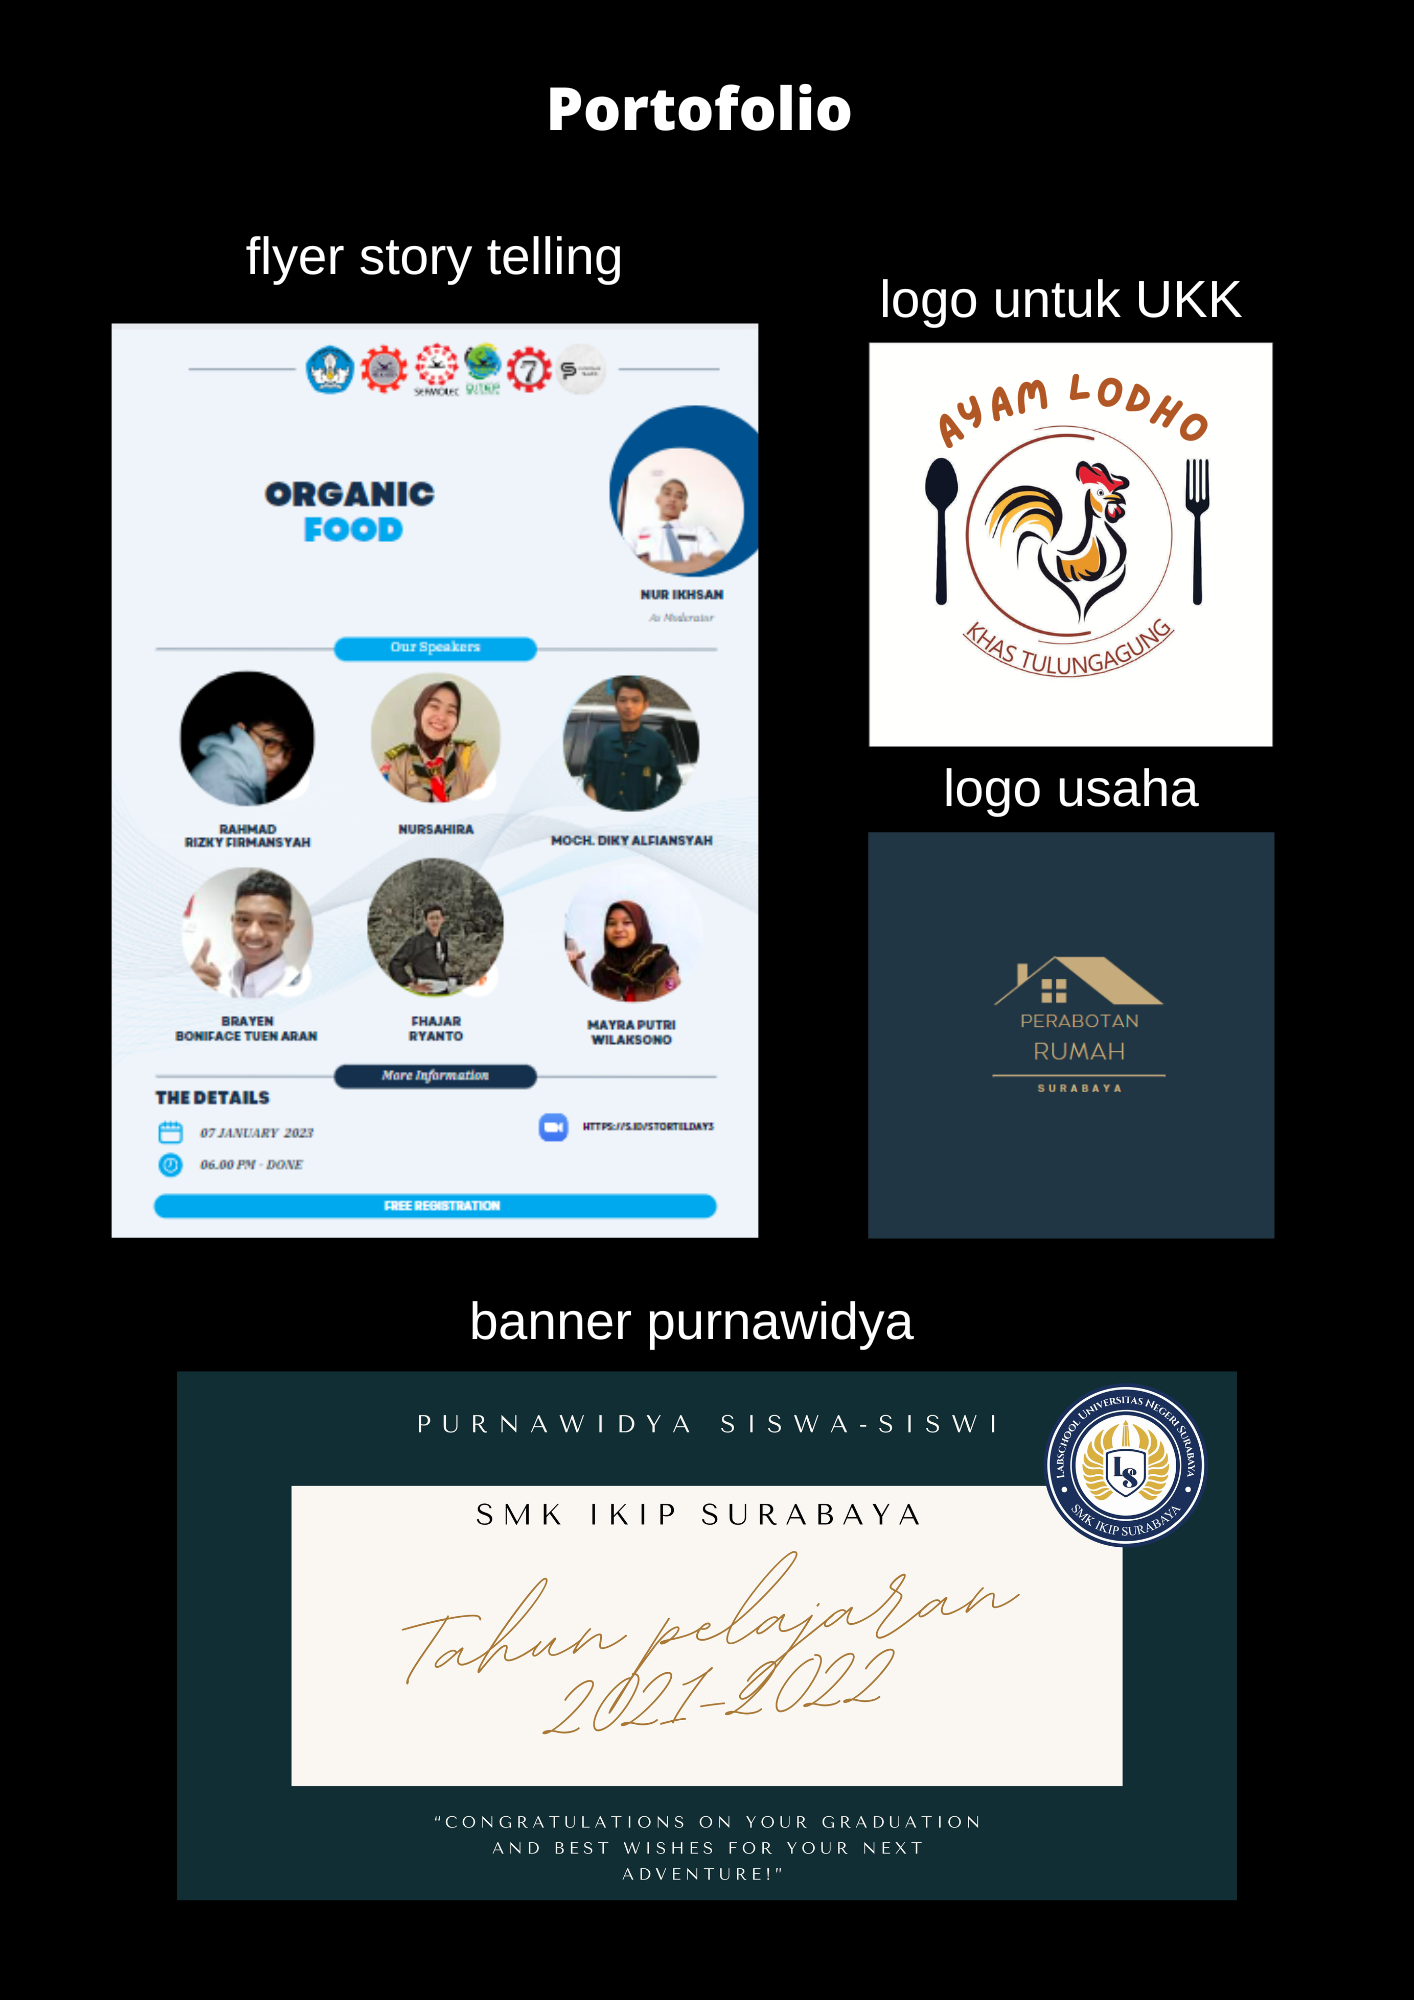 Portofolio
flyer story telling
SEAMOLEC
7
ORGANIC
FOOD
NUR IKHSAN
As Moderator
Our Speakers
RAHMAD
RIZKY FIRMANSYAH
NURSAHIRA
MOCH. DIKY ALFIANSYAH
BRAYEN
BONIFACE TUEN ARAN
FHAJAR
RYANTO
MAYRA PUTRI
WILAKSONO
More Information
THE DETAILS
07 JANUARY 2023
06.00 PM - DONE
HTTPS://S.ID/STORTILDAY3
FREE REGISTRATION
logo untuk UKK
AYAM LODHO
KHAS TULUNGAGUNG
logo usaha
PERABOTAN
RUMAH
SURABAYA
banner purnawidya
PURNAWIDYA SISWA-SISWI
LABSCHOOL UNIVERSITAS NEGERI SURABAYA
LS
SMK IKIP SURABAYA
SMK IKIP SURABAYA
Tahun pelajaran
2021-2022
"CONGRATULATIONS ON YOUR GRADUATION
AND BEST WISHES FOR YOUR NEXT
ADVENTURE!"